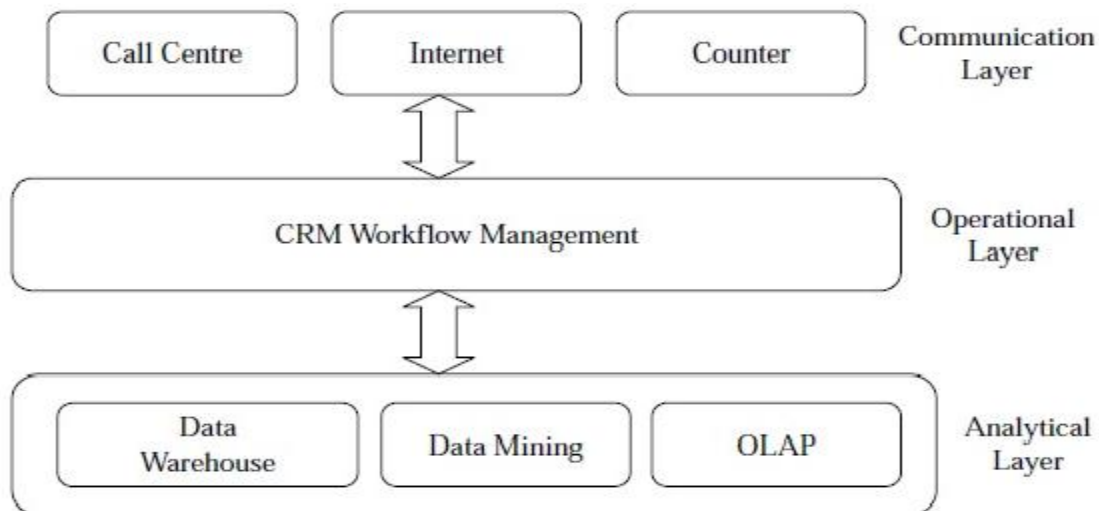 Call Centre
Internet
Counter
Communication
Layer
CRM Workflow Management
Operational
Layer
Data
Warehouse
Data Mining
OLAP
Analytical
Layer